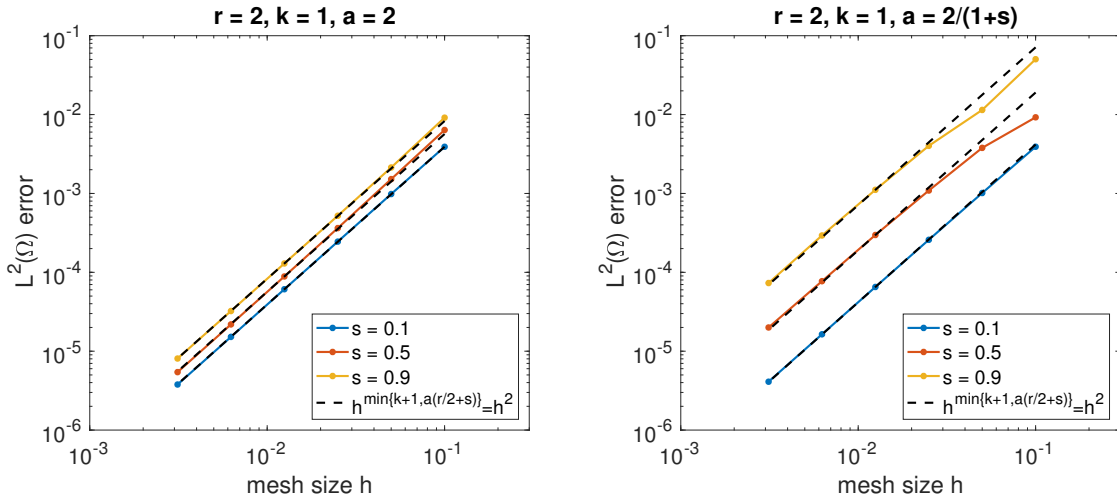 r = 2, k = 1, a = 2
10^-1
10^-2
10^-3
10^-4
10^-5
10^-6
L^2(Ω) error
s = 0.1
s = 0.5
s = 0.9
h^min{k+1,a(r/2+s)}=h^2
10^-3
10^-2
10^-1
mesh size h
r = 2, k = 1, a = 2/(1+s)
10^-1
10^-2
10^-3
10^-4
10^-5
10^-6
L^2(Ω) error
s = 0.1
s = 0.5
s = 0.9
h^min{k+1,a(r/2+s)}=h^2
10^-3
10^-2
10^-1
mesh size h